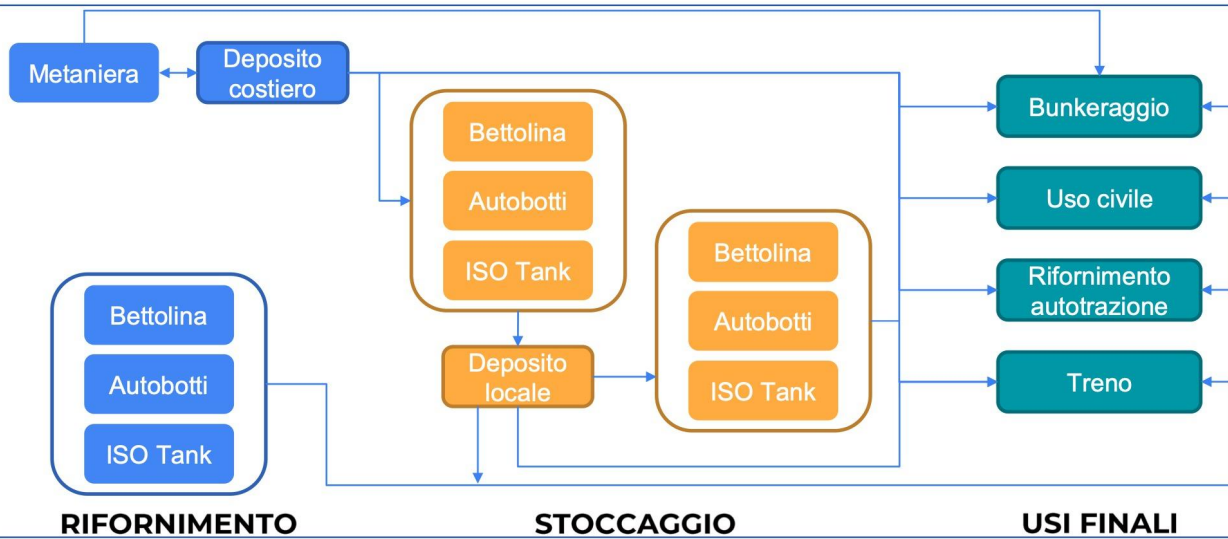 Metaniera
Deposito
costiero
Bettolina
Autobotti
ISO Tank
Bettolina
Autobotti
ISO Tank
Deposito
locale
Bettolina
Autobotti
ISO Tank
Bunkeraggio
Uso civile
Rifornimento
autotrazione
Treno
RIFORNIMENTO
STOCCAGGIO
USI FINALI